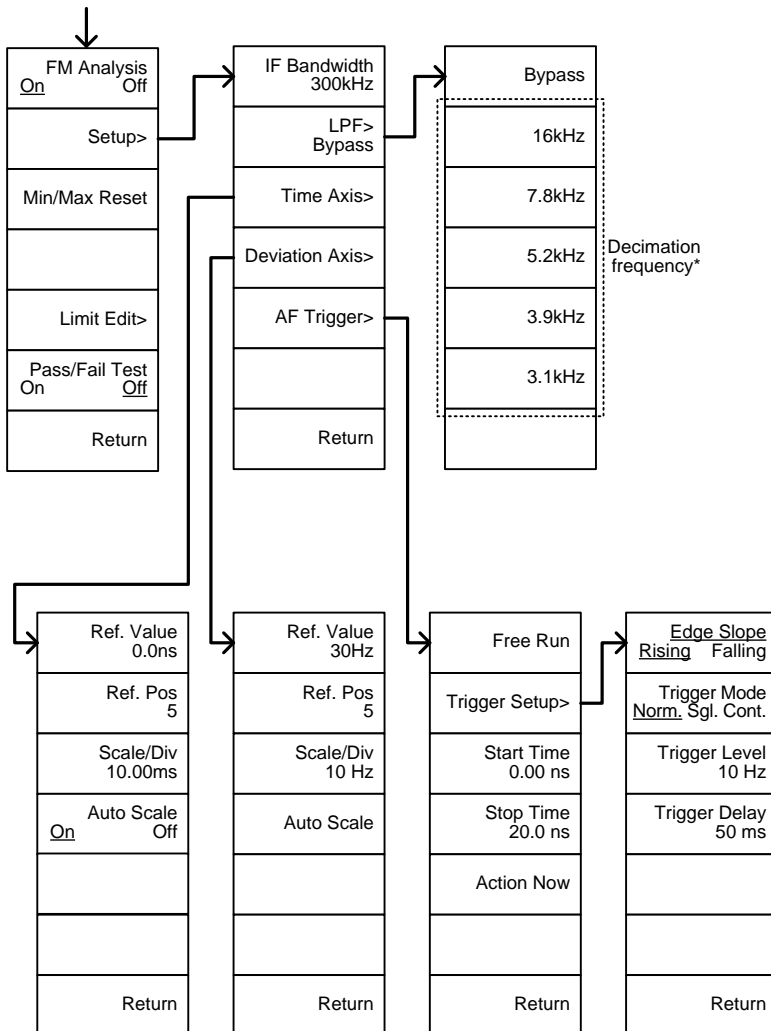 FM Analysis
On Off
Setup>
Min/Max Reset
Limit Edit>
Pass/Fail Test
On Off
Return
IF Bandwidth
300kHz
LPF>
Bypass
Time Axis>
Deviation Axis>
AF Trigger>
Return
Bypass
16kHz
7.8kHz
5.2kHz
3.9kHz
3.1kHz
Decimation
frequency*
Ref. Value
0.0ns
Ref. Pos
5
Scale/Div
10.00ms
Auto Scale
On Off
Return
Ref. Value
30Hz
Ref. Pos
5
Scale/Div
10 Hz
Auto Scale
Return
Free Run
Trigger Setup>
Start Time
0.00 ns
Stop Time
20.0 ns
Action Now
Return
Edge Slope
Rising Falling
Trigger Mode
Norm. Sgl. Cont.
Trigger Level
10 Hz
Trigger Delay
50 ms
Return